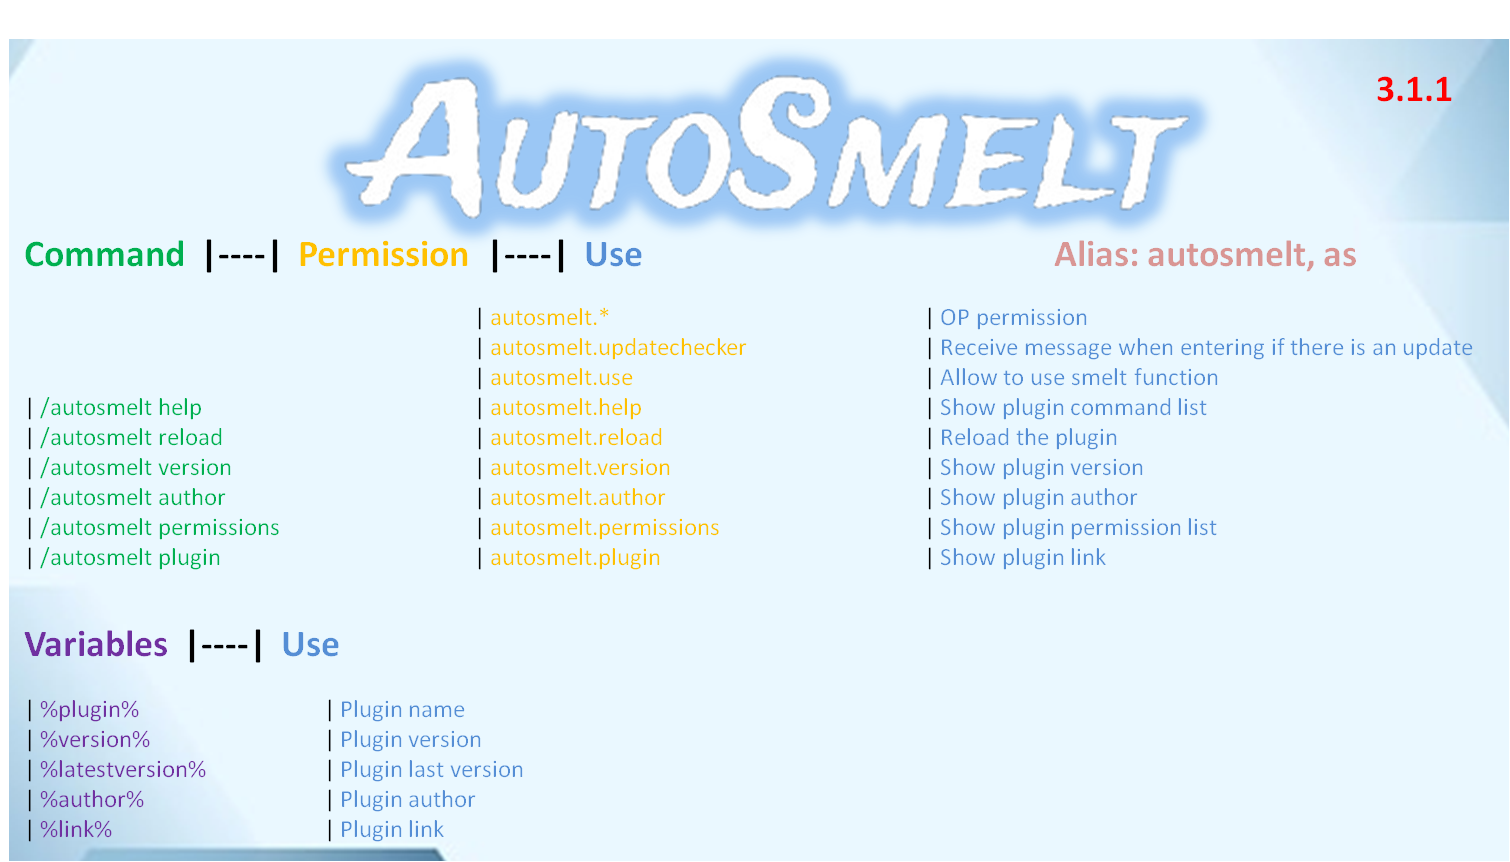 AUTOSMELT
3.1.1
Command |----| Permission |----| Use Alias: autosmelt, as
| autosmelt.* | OP permission
| autosmelt.updatechecker | Receive message when entering if there is an update
| autosmelt.use | Allow to use smelt function
| /autosmelt help | autosmelt.help | Show plugin command list
| /autosmelt reload | autosmelt.reload | Reload the plugin
| /autosmelt version | autosmelt.version | Show plugin version
| /autosmelt author | autosmelt.author | Show plugin author
| /autosmelt permissions | autosmelt.permissions | Show plugin permission list
| /autosmelt plugin | autosmelt.plugin | Show plugin link
Variables |----| Use
| %plugin% | Plugin name
| %version% | Plugin version
| %latestversion% | Plugin last version
| %author% | Plugin author
| %link% | Plugin link